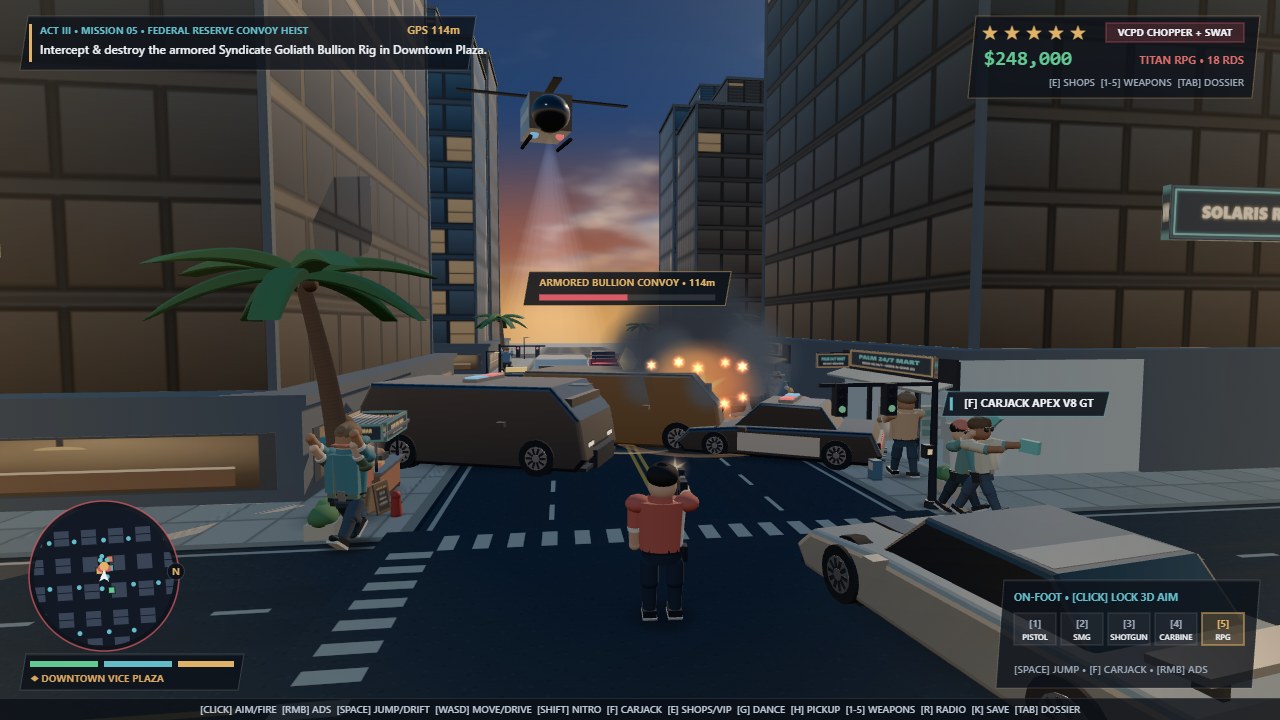 ACT III • MISSION 05 • FEDERAL RESERVE CONVOY HEIST GPS 114m
Intercept & destroy the armored Syndicate Goliath Bullion Rig in Downtown Plaza.
★ ★ ★ ★ ★ VCPD CHOPPER + SWAT
$248,000 TITAN RPG • 18 RDS
[E] SHOPS [1-5] WEAPONS [TAB] DOSSIER
SOLARIS
ARMORED BULLION CONVOY • 114m
PALM 24/7 MART
[F] CARJACK APEX V8 GT
N
ON-FOOT • [CLICK] LOCK 3D AIM
[1] [2] [3] [4] [5]
PISTOL SMG SHOTGUN CARBINE RPG
[SPACE] JUMP • [F] CARJACK • [RMB] ADS
◆ DOWNTOWN VICE PLAZA
[CLICK] AIM/FIRE [RMB] ADS [SPACE] JUMP/DRIFT [WASD] MOVE/DRIVE [SHIFT] NITRO [F] CARJACK [E] SHOPS/VIP [G] DANCE [H] PICKUP [1-5] WEAPONS [R] RADIO [K] SAVE [TAB] DOSSIER